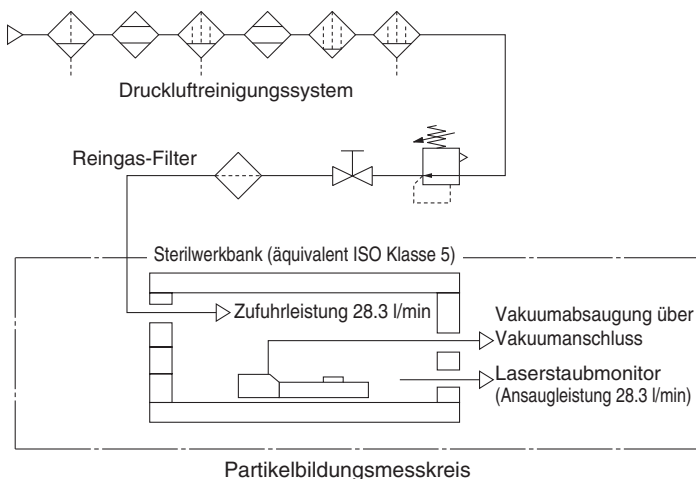 Druckluftreinigungssystem
Reingas-Filter
Sterilwerkbank (äquivalent ISO Klasse 5)
Zufuhrleistung 28.3 l/min
Vakuumabsaugung über
Vakuumanschluss
Laserstaubmonitor
(Ansaugleistung 28.3 l/min)
Partikelbildungsmesskreis